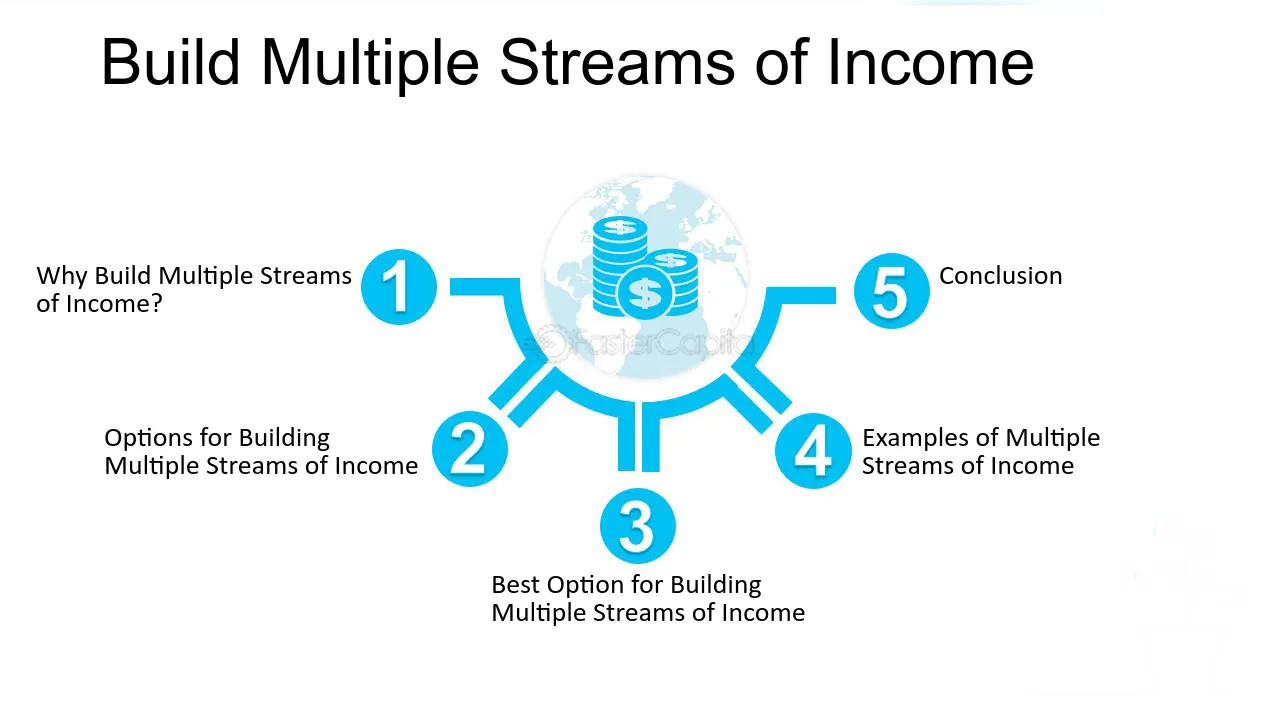 Build Multiple Streams of Income
1
Why Build Multiple Streams
of Income?
2
Options for Building
Multiple Streams of Income
3
Best Option for Building
Multiple Streams of Income
4
Examples of Multiple
Streams of Income
5
Conclusion
$
$
$
FasterCapital